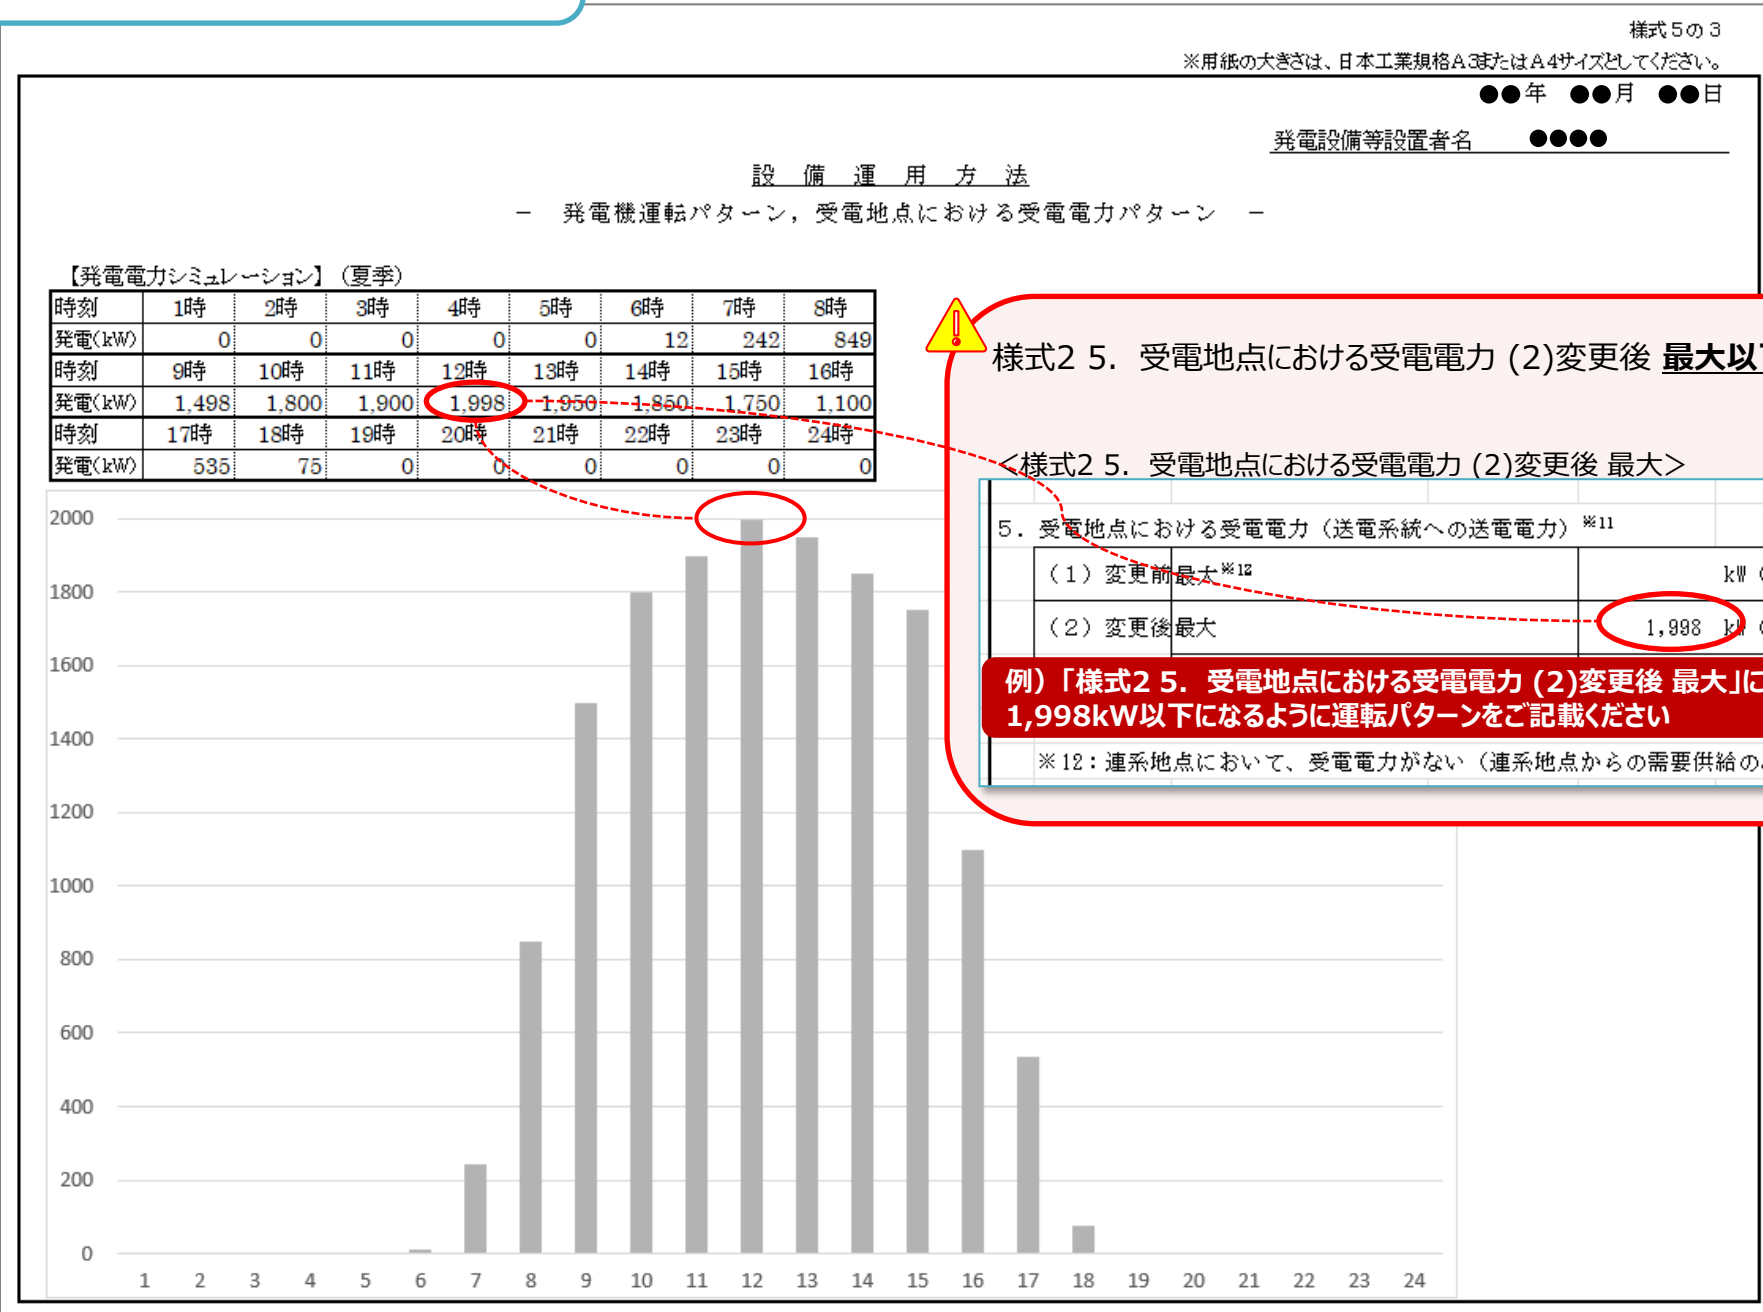 様式5の3
※用紙の大きさは、日本工業規格A3またはA4サイズとしてください。
●●年 ●●月 ●●日
発電設備等設置者名 ●●●●
設備運用方法
－ 発電機運転パターン，受電地点における受電電力パターン －
【発電電力シミュレーション】（夏季）
時刻 1時 2時 3時 4時 5時 6時 7時 8時
発電(kW) 0 0 0 0 0 12 242 849
時刻 9時 10時 11時 12時 13時 14時 15時 16時
発電(kW) 1,498 1,800 1,900 1,998 1,950 1,850 1,750 1,100
時刻 17時 18時 19時 20時 21時 22時 23時 24時
発電(kW) 535 75 0 0 0 0 0 0
様式2 5．受電地点における受電電力 (2)変更後 最大以
＜様式2 5．受電地点における受電電力 (2)変更後 最大＞
5．受電地点における受電電力（送電系統への送電電力）※11
（1）変更前最大※12 kW（
（2）変更後最大 1,998 kW（
例）「様式2 5．受電地点における受電電力 (2)変更後 最大」に
1,998kW以下になるように運転パターンをご記載ください
※12：連系地点において、受電電力がない（連系地点からの需要供給の
2000
1800
1600
1400
1200
1000
800
600
400
200
0
1 2 3 4 5 6 7 8 9 10 11 12 13 14 15 16 17 18 19 20 21 22 23 24